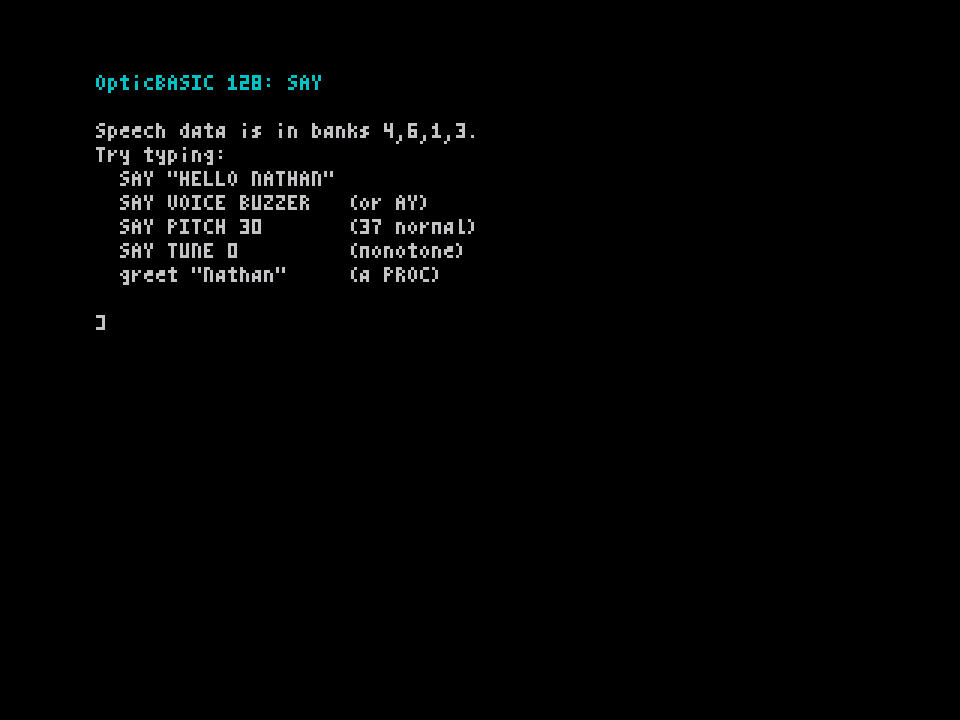 OpticBASIC 128: SAY
Speech data is in banks 4,6,1,3.
Try typing:
SAY "HELLO NATHAN"
SAY VOICE BUZZER (or AY)
SAY PITCH 30 (37 normal)
SAY TUNE 0 (monotone)
greet "Nathan" (a PROC)
]